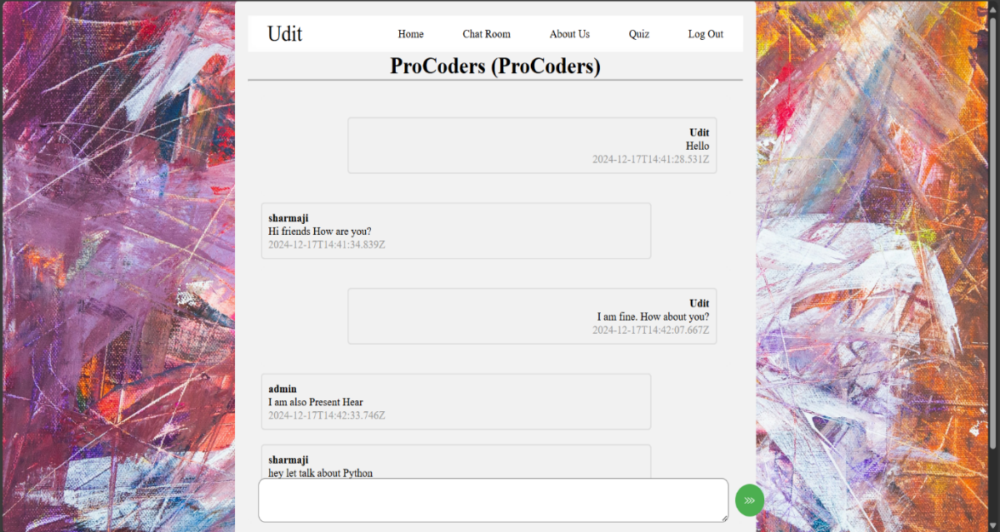 Udit
Home Chat Room About Us Quiz Log Out
ProCoders (ProCoders)
Udit
Hello
2024-12-17T14:41:28.531Z
sharmaji
Hi friends How are you?
2024-12-17T14:41:34.839Z
Udit
I am fine. How about you?
2024-12-17T14:42:07.667Z
admin
I am also Present Hear
2024-12-17T14:42:33.746Z
sharmaji
hey let talk about Python